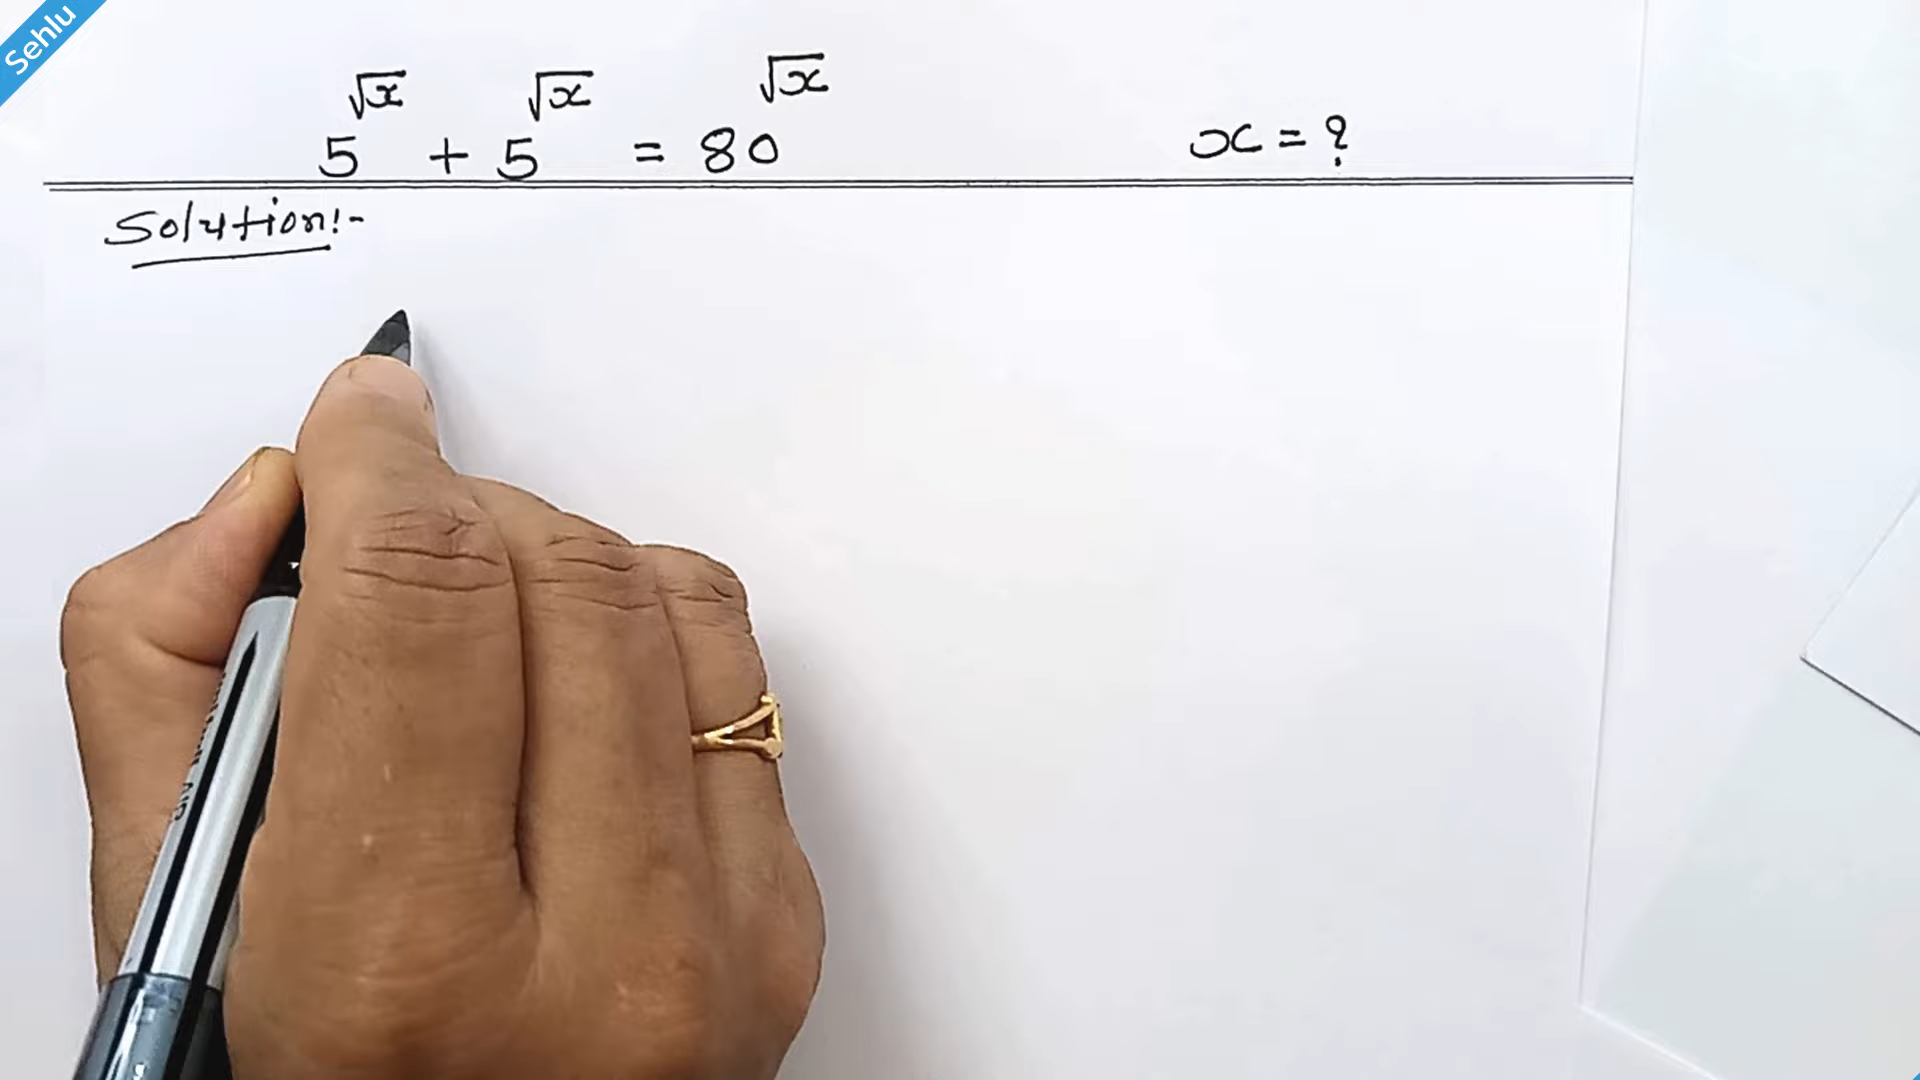 Sehlu
5^√x + 5^√x = 80^√x x = ?
Solution:-